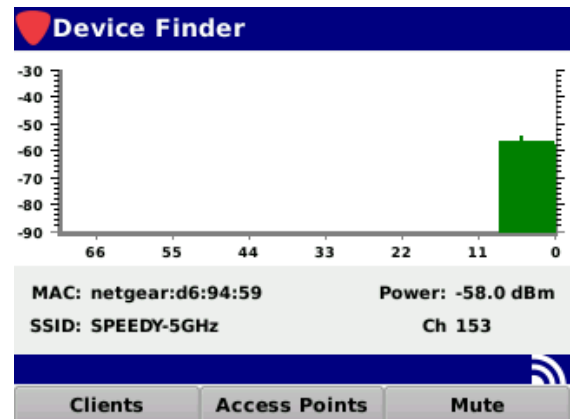 Device Finder
-30
-40
-50
-60
-70
-80
-90
66 55 44 33 22 11 0
MAC: netgear:d6:94:59 Power: -58.0 dBm
SSID: SPEEDY-5GHz Ch 153
Clients Access Points Mute